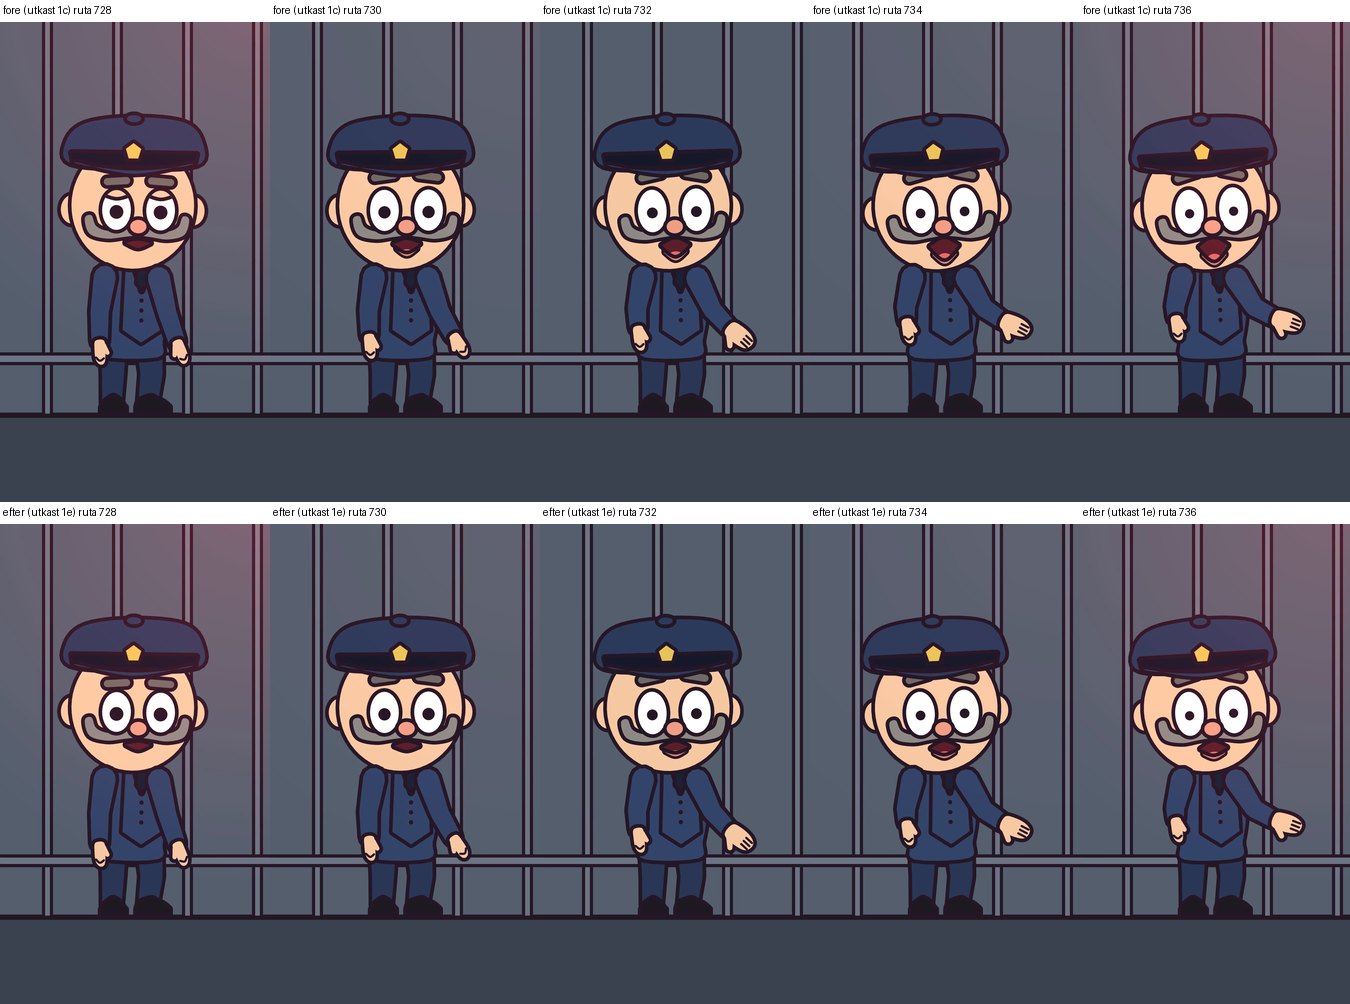 fore (utkast 1c) ruta 728
fore (utkast 1c) ruta 730
fore (utkast 1c) ruta 732
fore (utkast 1c) ruta 734
fore (utkast 1c) ruta 736
efter (utkast 1e) ruta 728
efter (utkast 1e) ruta 730
efter (utkast 1e) ruta 732
efter (utkast 1e) ruta 734
efter (utkast 1e) ruta 736